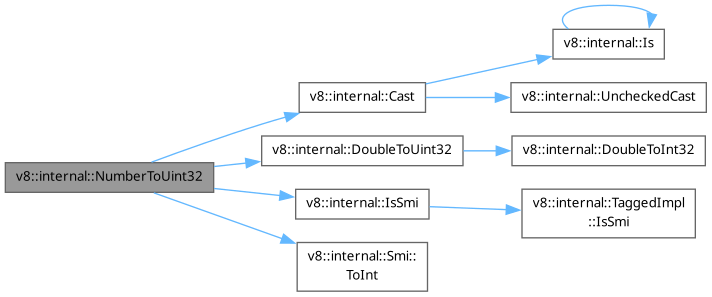 v8::internal::Is
v8::internal::Cast
v8::internal::UncheckedCast
v8::internal::DoubleToUint32
v8::internal::DoubleToInt32
v8::internal::NumberToUint32
v8::internal::IsSmi
v8::internal::TaggedImpl
::IsSmi
v8::internal::Smi::
ToInt